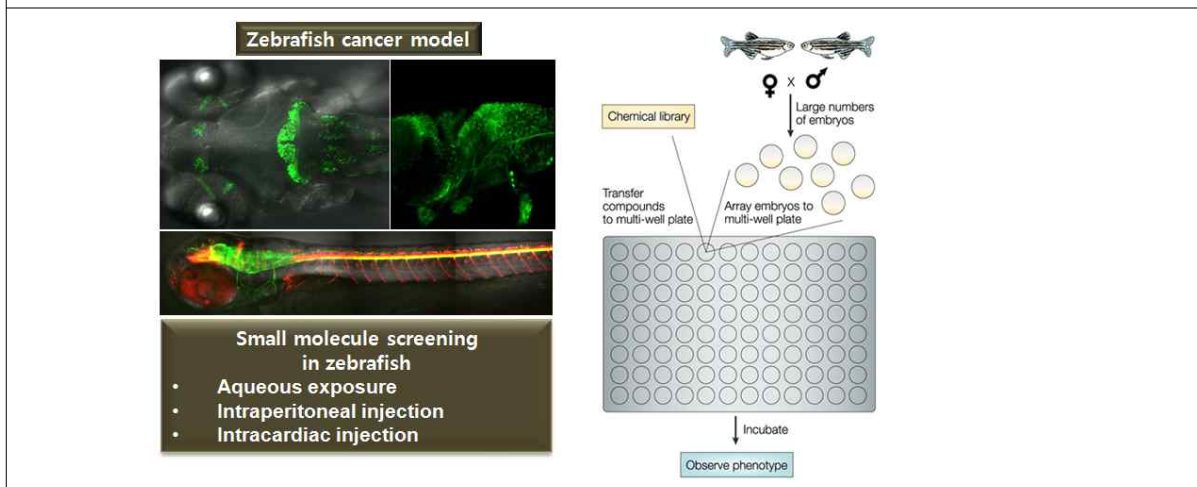 Zebrafish cancer model
Small molecule screening
in zebrafish
• Aqueous exposure
• Intraperitoneal injection
• Intracardiac injection
♀ X ♂
Large numbers
of embryos
Chemical library
Transfer
compounds
to multi-well plate
Array embryos to
multi-well plate
Incubate
Observe phenotype